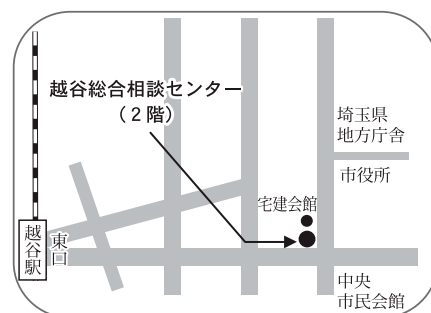 越谷総合相談センター
（２階）
埼玉県
地方庁舎
市役所
宅建会館
越谷駅
東口
中央
市民会館